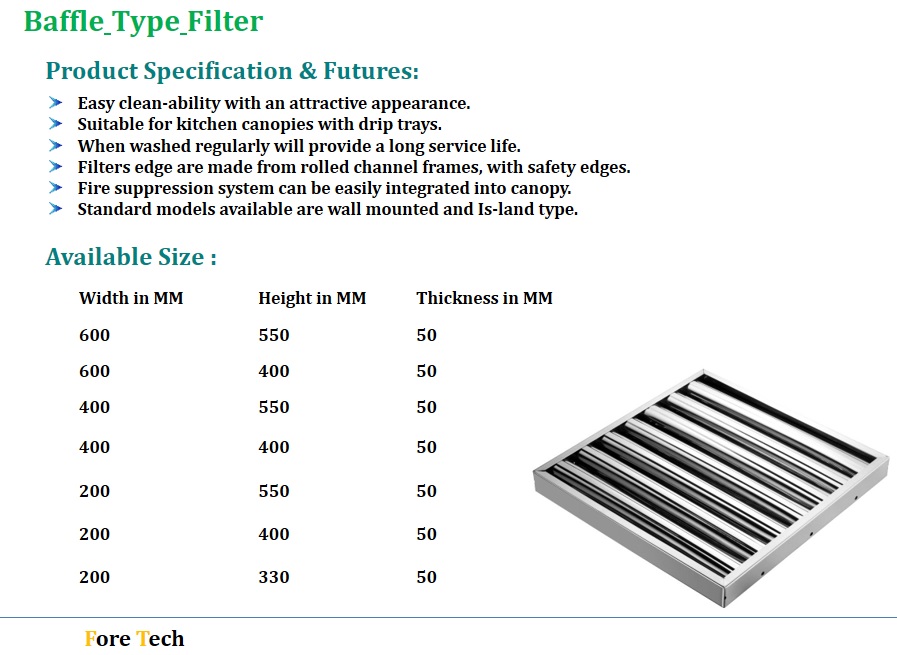 Baffle_Type_Filter
Product Specification & Futures:
Easy clean-ability with an attractive appearance.
Suitable for kitchen canopies with drip trays.
When washed regularly will provide a long service life.
Filters edge are made from rolled channel frames, with safety edges.
Fire suppression system can be easily integrated into canopy.
Standard models available are wall mounted and Is-land type.
Available Size :
Width in MM Height in MM Thickness in MM
600 550 50
600 400 50
400 550 50
400 400 50
200 550 50
200 400 50
200 330 50
Fore Tech